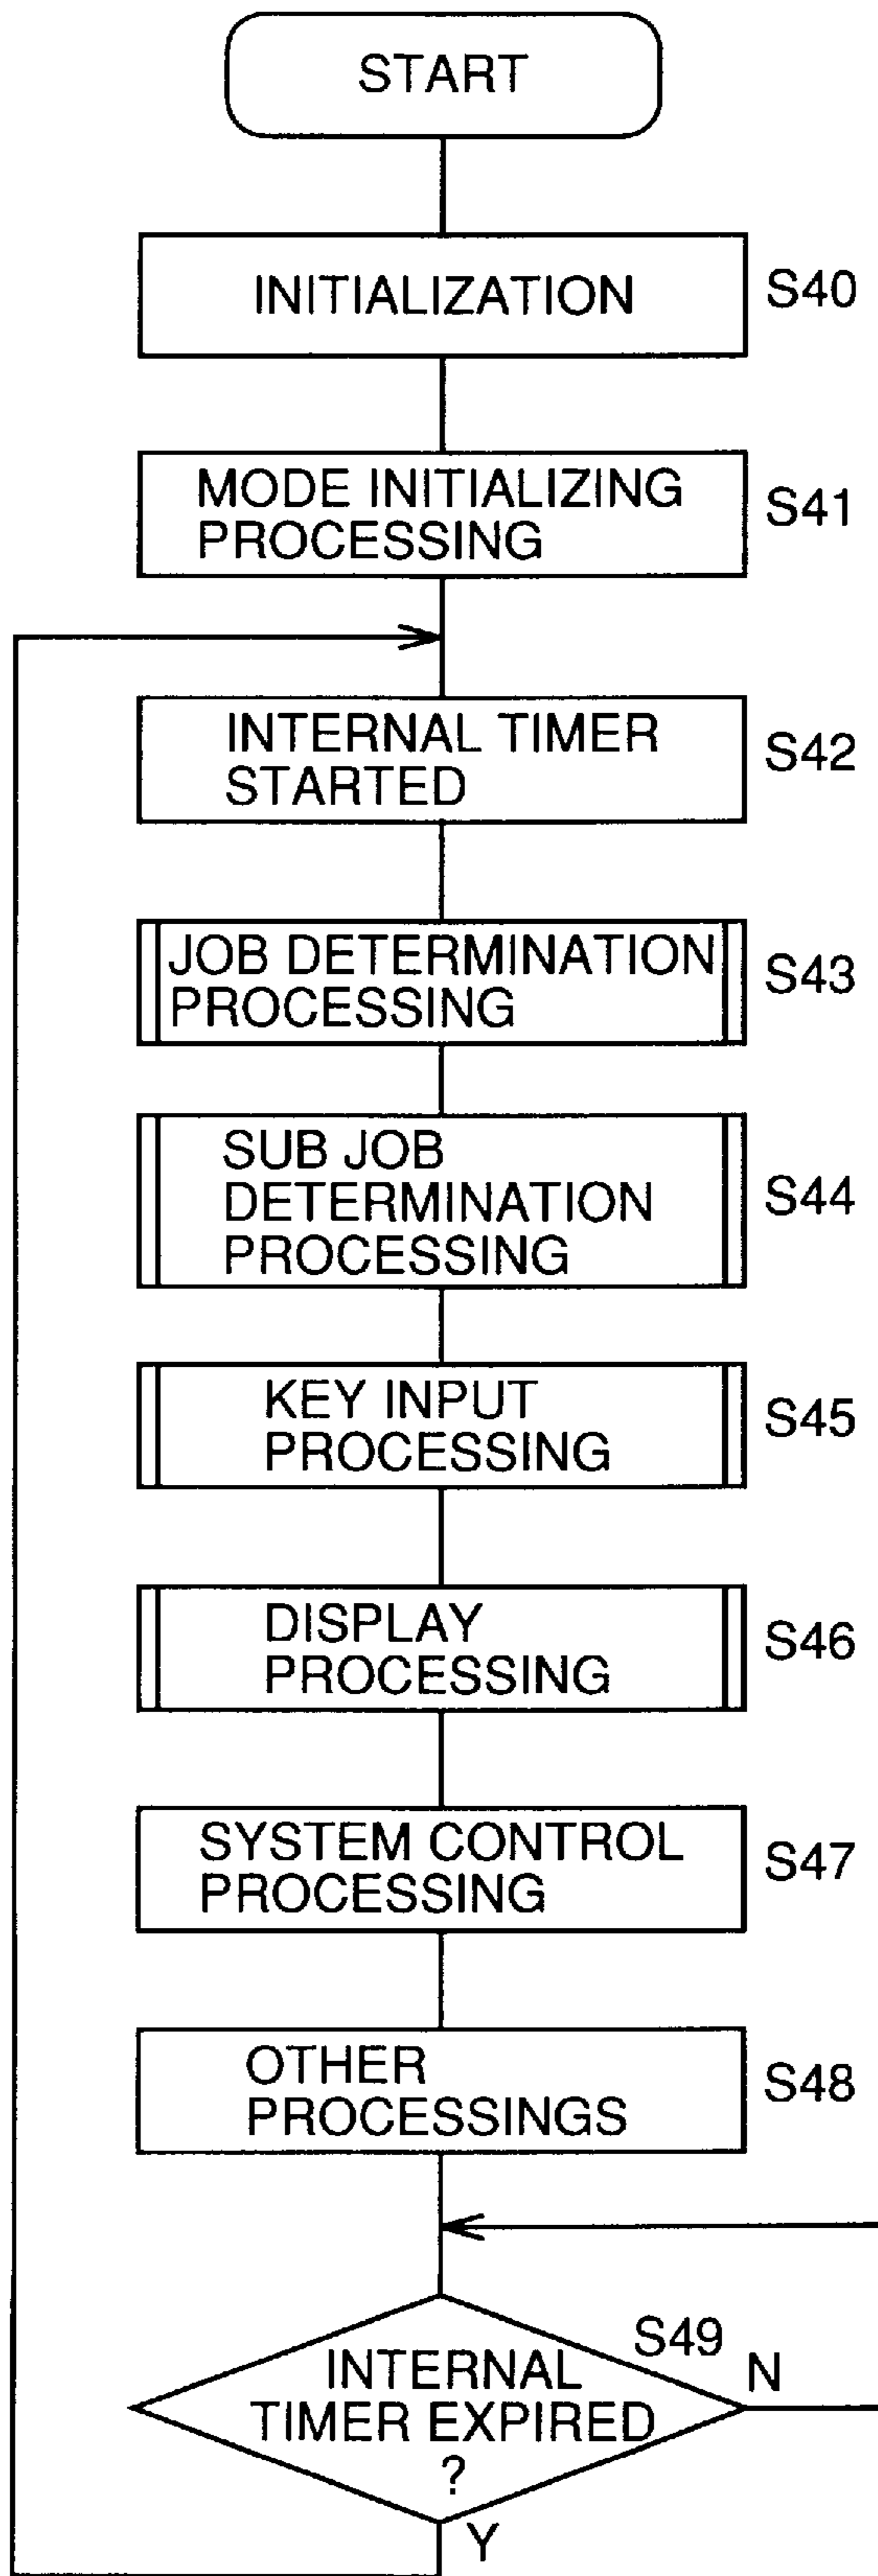 START
INITIALIZATION
S40
MODE INITIALIZING
PROCESSING
S41
INTERNAL TIMER
STARTED
S42
JOB DETERMINATION
PROCESSING
S43
SUB JOB
DETERMINATION
PROCESSING
S44
KEY INPUT
PROCESSING
S45
DISPLAY
PROCESSING
S46
SYSTEM CONTROL
PROCESSING
S47
OTHER
PROCESSINGS
S48
S49
INTERNAL
TIMER EXPIRED
?
N
Y